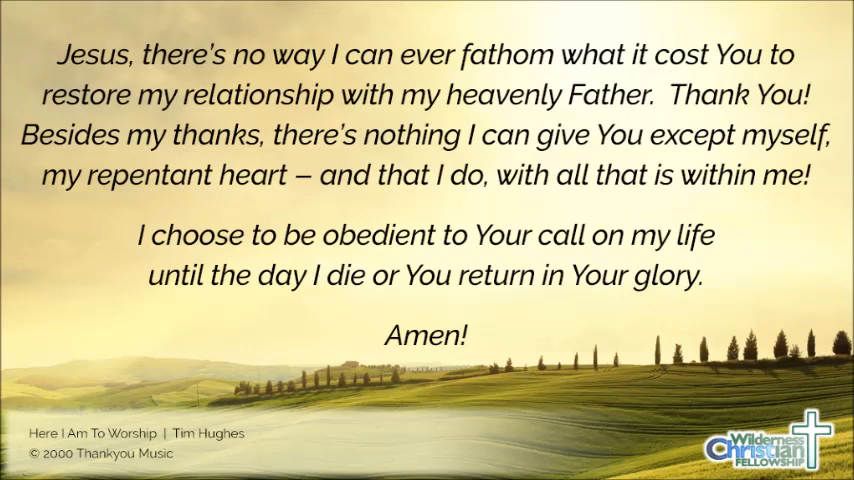 Jesus, there's no way I can ever fathom what it cost You to
restore my relationship with my heavenly Father.  Thank You!
Besides my thanks, there's nothing I can give You except myself,
my repentant heart – and that I do, with all that is within me!
I choose to be obedient to Your call on my life
until the day I die or You return in Your glory.
Amen!
Here I Am To Worship | Tim Hughes
© 2000 Thankyou Music
Wilderness
Christian
FELLOWSHIP